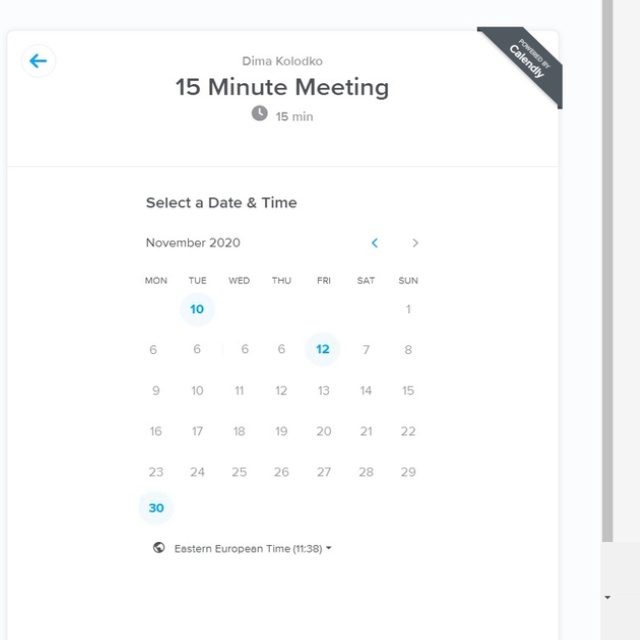 Dima Kolodko
15 Minute Meeting
15 min
POWERED BY
Calendly
Select a Date & Time
November 2020
MON TUE WED THU FRI SAT SUN
10 1
6 6 6 6 12 7 8
9 10 11 12 13 14 15
16 17 18 19 20 21 22
23 24 25 26 27 28 29
30
Eastern European Time (11:38)